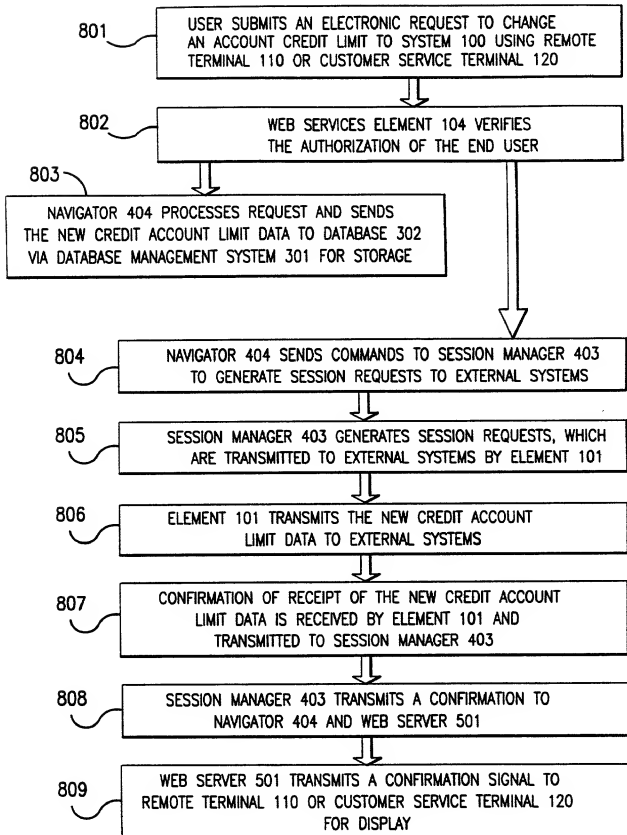 801
USER SUBMITS AN ELECTRONIC REQUEST TO CHANGE
AN ACCOUNT CREDIT LIMIT TO SYSTEM 100 USING REMOTE
TERMINAL 110 OR CUSTOMER SERVICE TERMINAL 120
802
WEB SERVICES ELEMENT 104 VERIFIES
THE AUTHORIZATION OF THE END USER
803
NAVIGATOR 404 PROCESSES REQUEST AND SENDS
THE NEW CREDIT ACCOUNT LIMIT DATA TO DATABASE 302
VIA DATABASE MANAGEMENT SYSTEM 301 FOR STORAGE
804
NAVIGATOR 404 SENDS COMMANDS TO SESSION MANAGER 403
TO GENERATE SESSION REQUESTS TO EXTERNAL SYSTEMS
805
SESSION MANAGER 403 GENERATES SESSION REQUESTS, WHICH
ARE TRANSMITTED TO EXTERNAL SYSTEMS BY ELEMENT 101
806
ELEMENT 101 TRANSMITS THE NEW CREDIT ACCOUNT
LIMIT DATA TO EXTERNAL SYSTEMS
807
CONFIRMATION OF RECEIPT OF THE NEW CREDIT ACCOUNT
LIMIT DATA IS RECEIVED BY ELEMENT 101 AND
TRANSMITTED TO SESSION MANAGER 403
808
SESSION MANAGER 403 TRANSMITS A CONFIRMATION TO
NAVIGATOR 404 AND WEB SERVER 501
809
WEB SERVER 501 TRANSMITS A CONFIRMATION SIGNAL TO
REMOTE TERMINAL 110 OR CUSTOMER SERVICE TERMINAL 120
FOR DISPLAY